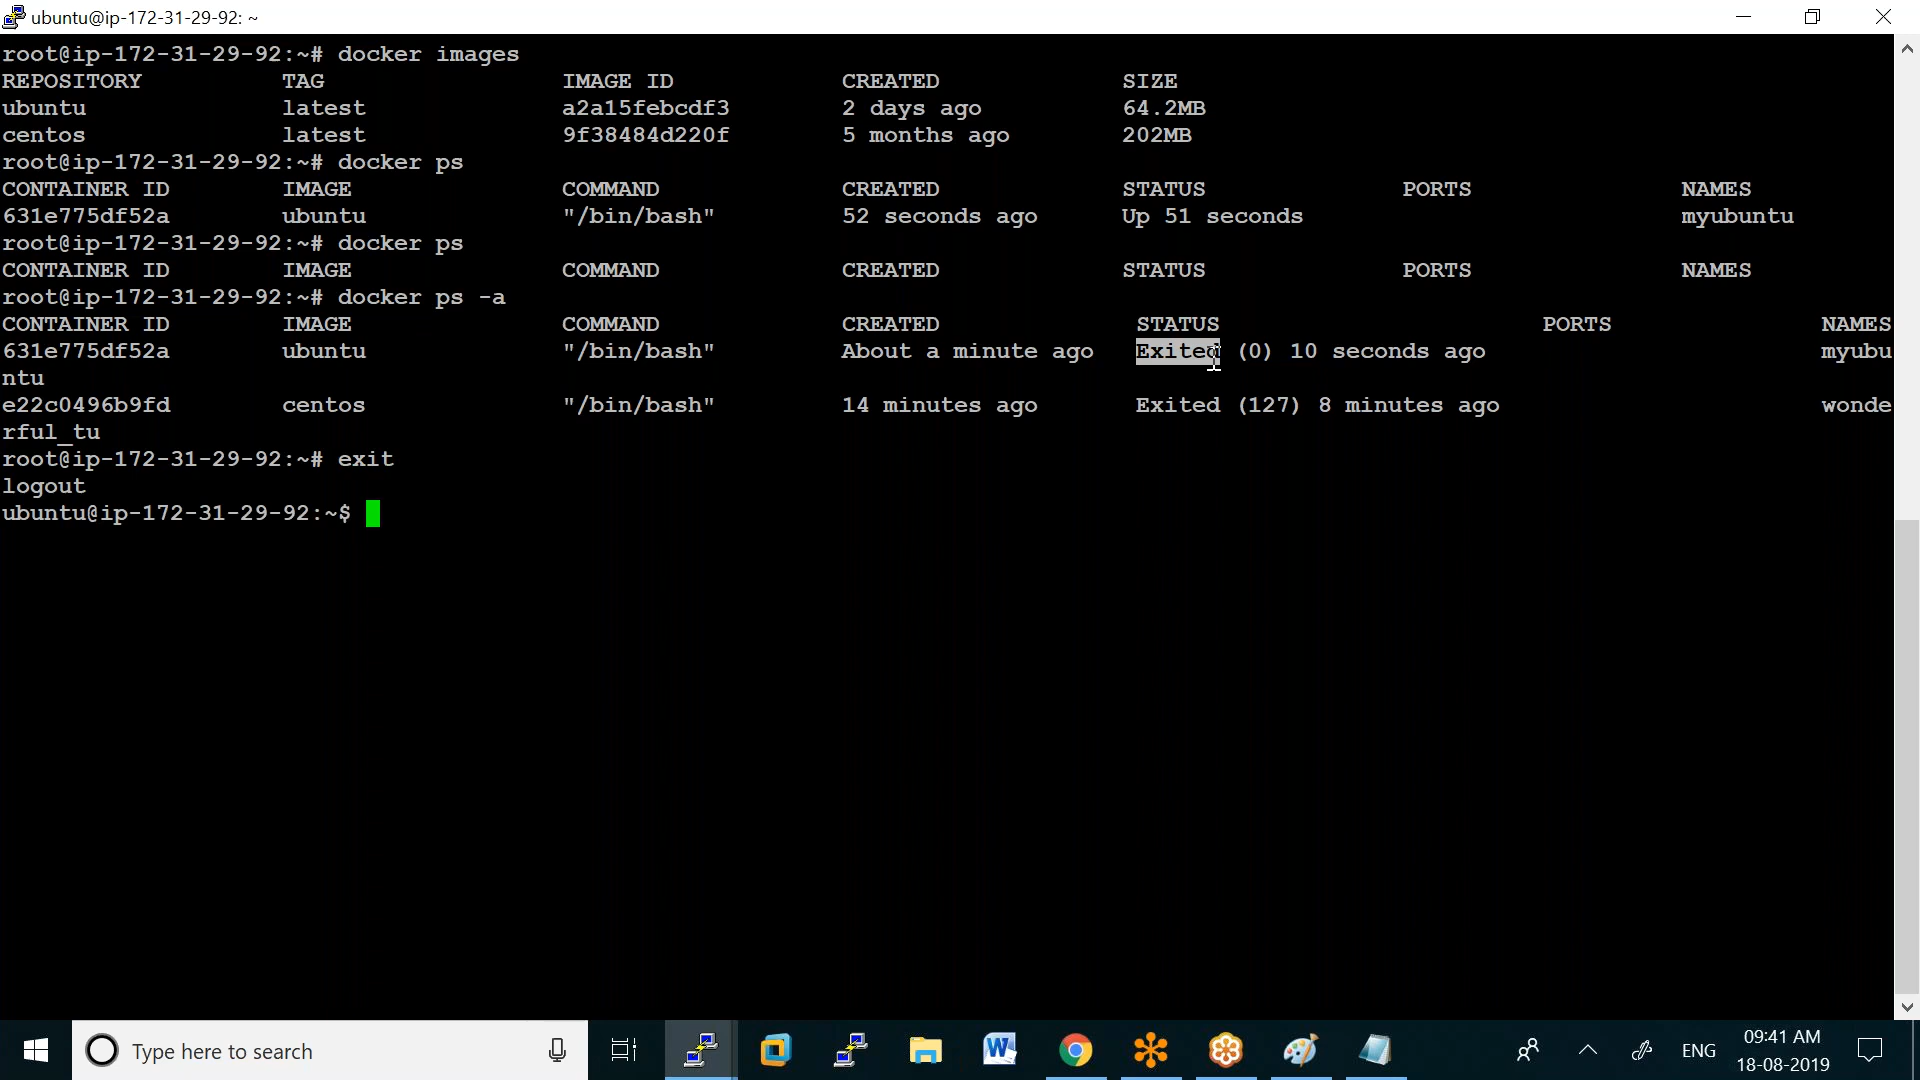 ubuntu@ip-172-31-29-92: ~
root@ip-172-31-29-92:~# docker images
REPOSITORY TAG IMAGE ID CREATED SIZE
ubuntu latest a2a15febcdf3 2 days ago 64.2MB
centos latest 9f38484d220f 5 months ago 202MB
root@ip-172-31-29-92:~# docker ps
CONTAINER ID IMAGE COMMAND CREATED STATUS PORTS NAMES
631e775df52a ubuntu "/bin/bash" 52 seconds ago Up 51 seconds myubuntu
root@ip-172-31-29-92:~# docker ps
CONTAINER ID IMAGE COMMAND CREATED STATUS PORTS NAMES
root@ip-172-31-29-92:~# docker ps -a
CONTAINER ID IMAGE COMMAND CREATED STATUS PORTS NAMES
631e775df52a ubuntu "/bin/bash" About a minute ago Exited (0) 10 seconds ago myubu
ntu
e22c0496b9fd centos "/bin/bash" 14 minutes ago Exited (127) 8 minutes ago wonde
rful_tu
root@ip-172-31-29-92:~# exit
logout
ubuntu@ip-172-31-29-92:~$
Type here to search
ENG
09:41 AM
18-08-2019